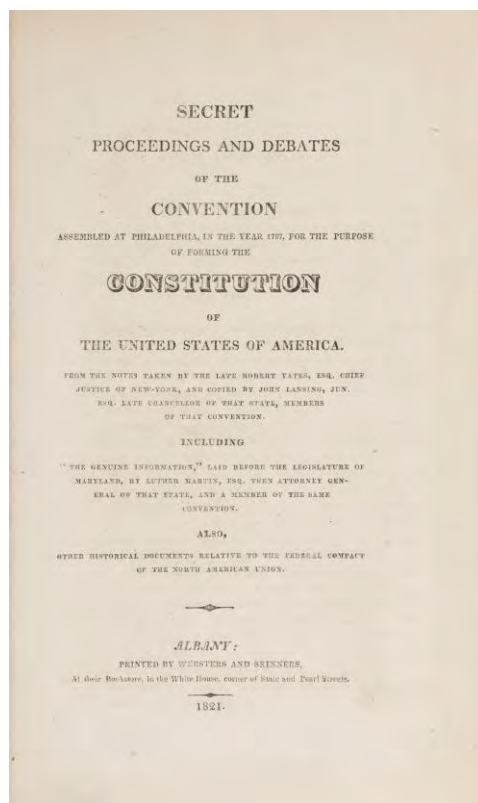 SECRET
PROCEEDINGS AND DEBATES
OF THE
CONVENTION
ASSEMBLED AT PHILADELPHIA, IN THE YEAR 1787, FOR THE PURPOSE
OF FORMING THE
CONSTITUTION
OF
THE UNITED STATES OF AMERICA.
FROM THE NOTES TAKEN BY THE LATE ROBERT YATES, ESQ. CHIEF
JUSTICE OF NEW-YORK, AND COPIED BY JOHN LANSING, JUN.
ESQ. LATE CHANCELLOR OF THAT STATE, MEMBERS
OF THAT CONVENTION.
INCLUDING
"THE GENUINE INFORMATION," LAID BEFORE THE LEGISLATURE OF
MARYLAND, BY LUTHER MARTIN, ESQ. THEN ATTORNEY GEN-
ERAL OF THAT STATE, AND A MEMBER OF THE SAME
CONVENTION.
ALSO,
OTHER HISTORICAL DOCUMENTS RELATIVE TO THE FEDERAL COMPACT
OF THE NORTH AMERICAN UNION.
ALBANY:
PRINTED BY WEBSTERS AND SKINNERS,
At their Bookstore, in the White House, corner of State and Pearl Streets.
1821.